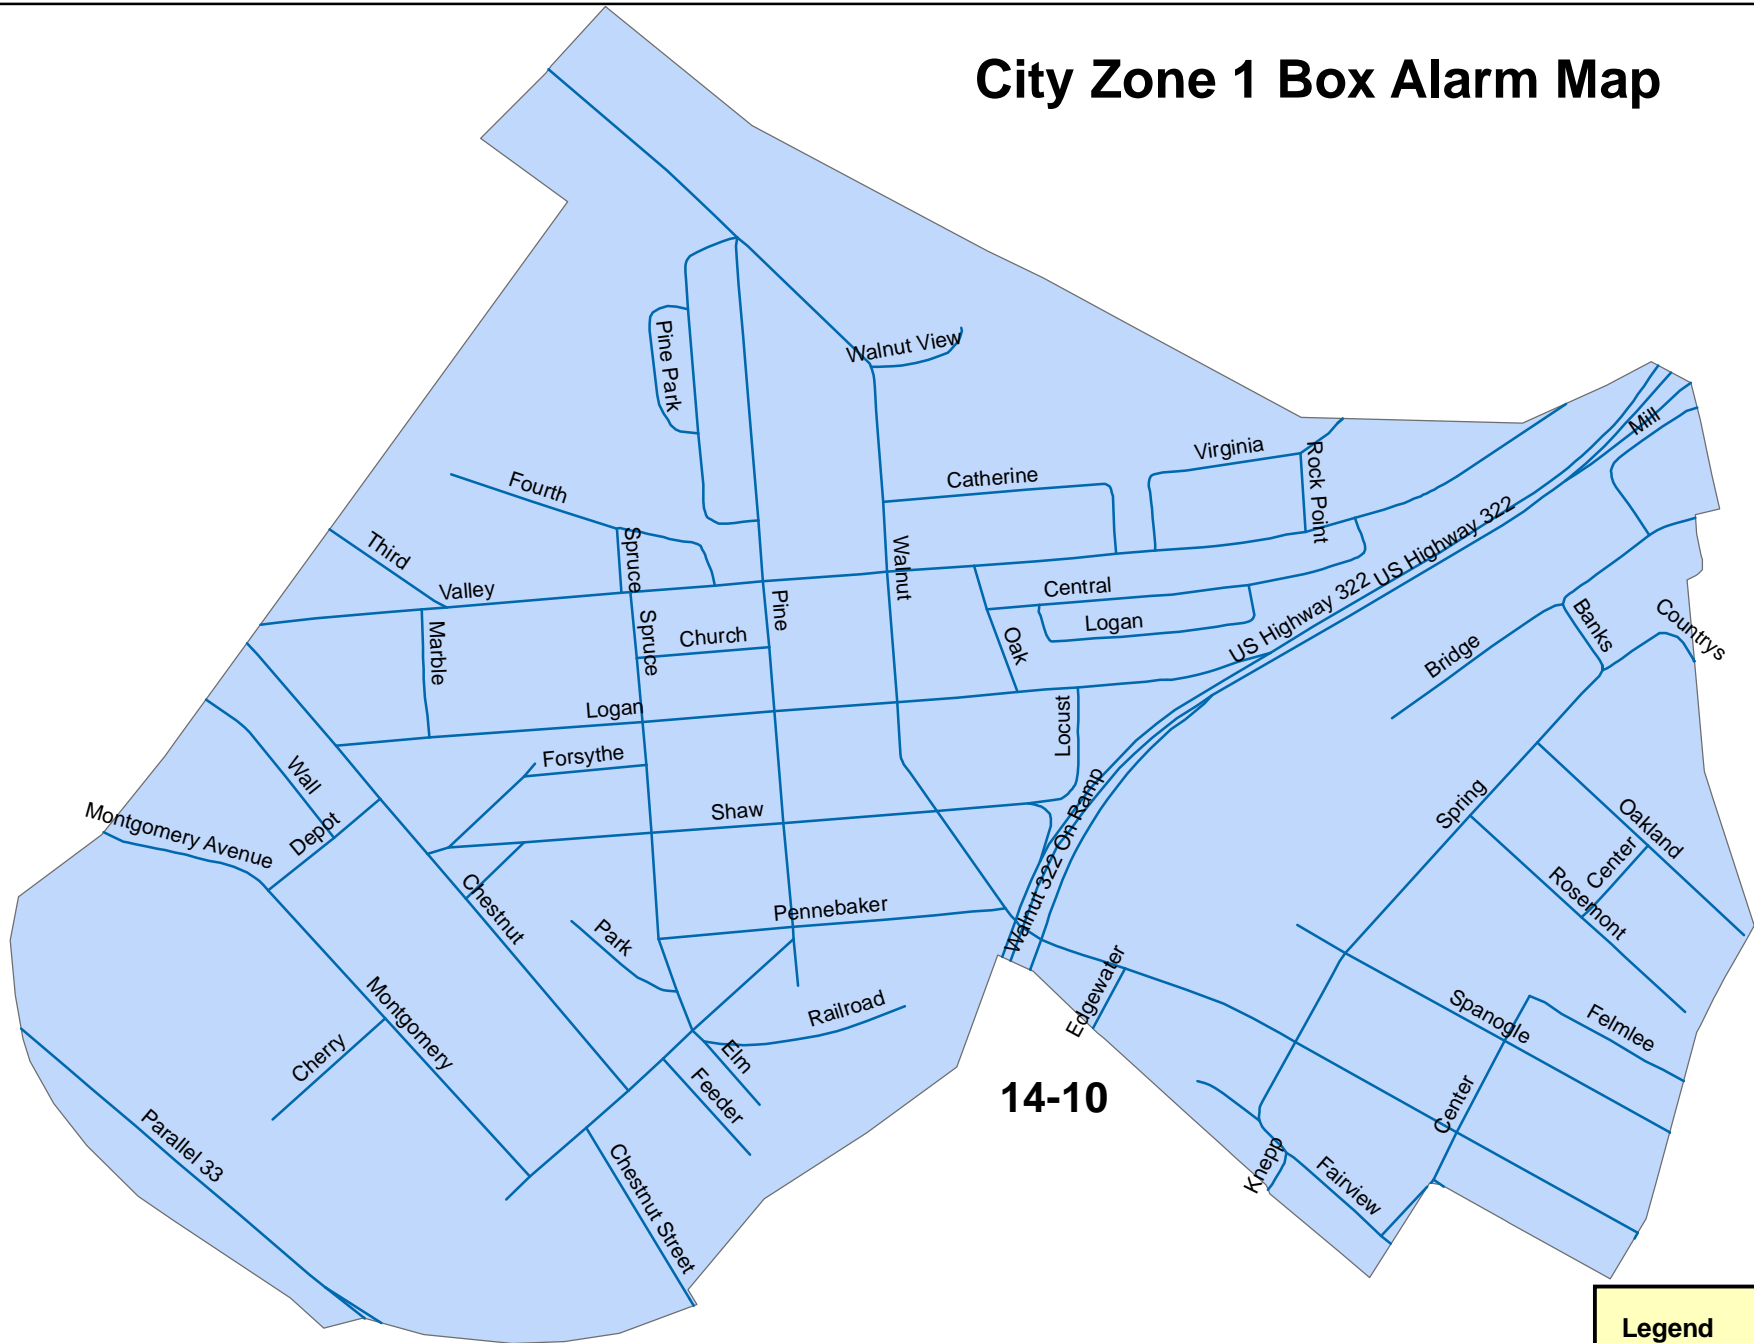 City Zone 1 Box Alarm Map
Pine Park
Walnut View
Mill
Virginia
Rock Point
Catherine
Fourth
US Highway 322
Third
Spruce
Walnut
Valley
Central
US Highway 322
Pine
Banks
Countrys
Logan
Church
Spruce
Marble
Oak
Bridge
Logan
Locust
Forsythe
Wall
Shaw
Spring
Oakland
Montgomery Avenue
Depot
Walnut 322 On Ramp
Center
Chestnut
Rosemont
Pennebaker
Park
Edgewater
Montgomery
Railroad
Spanogle
Felmlee
Cherry
Elm
Feeder
14-10
Center
Parallel 33
Chestnut Street
Knepp
Fairview
Legend